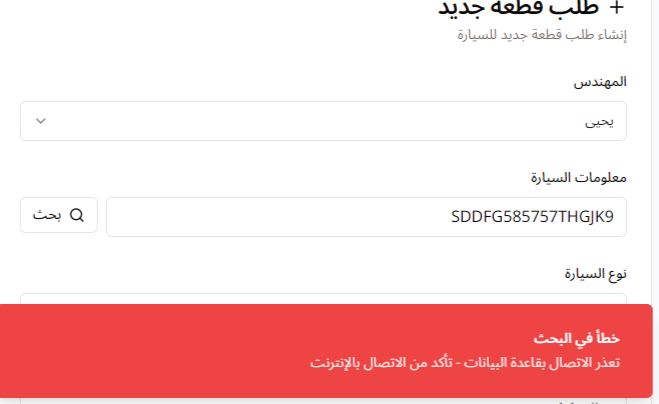 طلب قطعة جديد
إنشاء طلب قطعة جديد للسيارة
المهندس
يحيى
معلومات السيارة
SDDFG585757THGJK9
بحث
نوع السيارة
خطأ في البحث
تعذر الاتصال بقاعدة البيانات - تأكد من الاتصال بالإنترنت